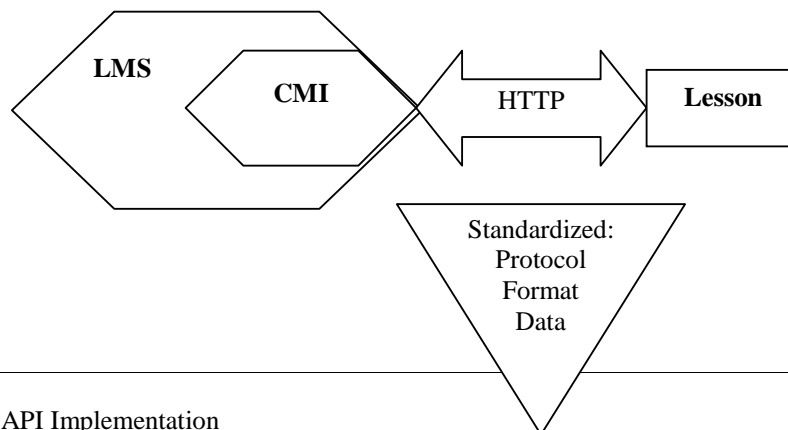 LMS
CMI
HTTP
Lesson
Standardized:
Protocol
Format
Data
API Implementation